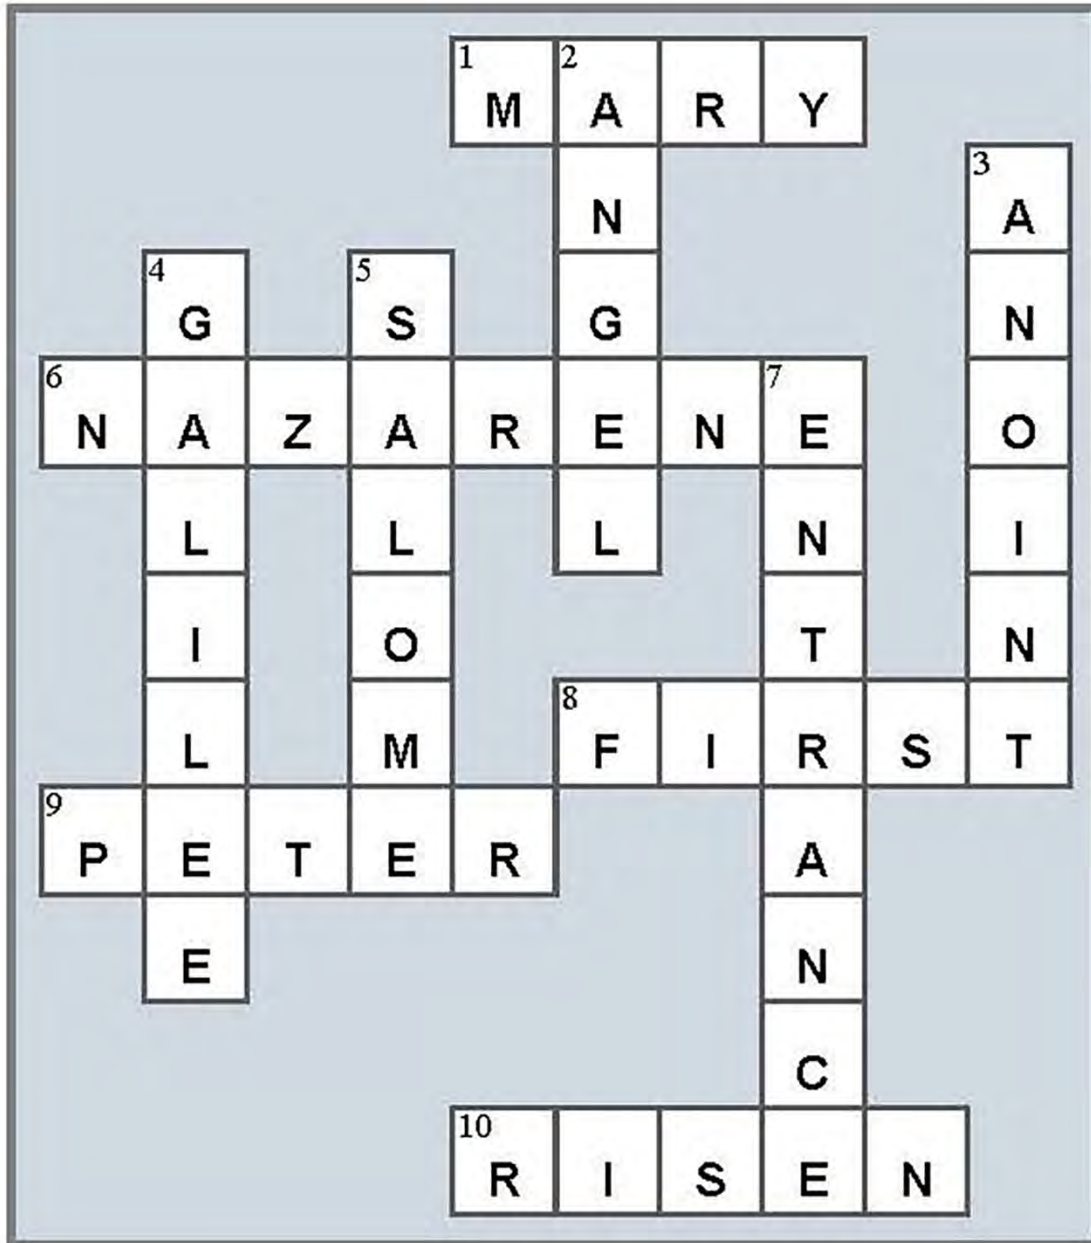 1 2
M A R Y
3
N A
4 5
G S G N
6 7
N A Z A R E N E O
L L L N I
I O T N
8
L M F I R S T
9
P E T E R A
E N
C
10
R I S E N